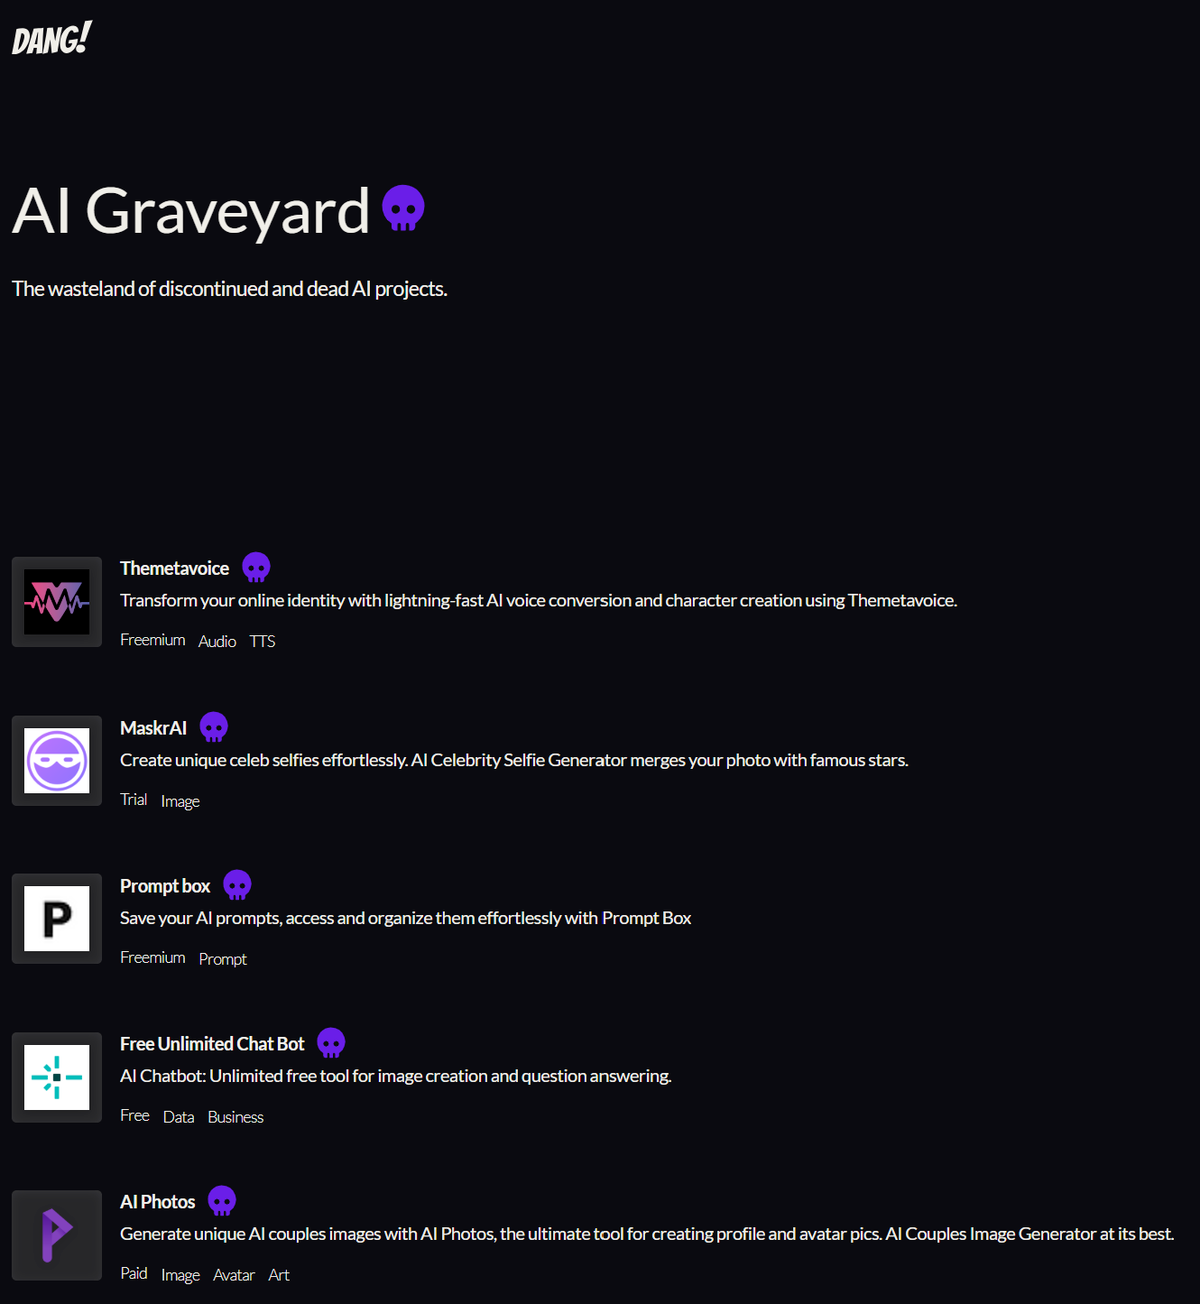 DANG!
AI Graveyard
The wasteland of discontinued and dead AI projects.
Themetavoice
Transform your online identity with lightning-fast AI voice conversion and character creation using Themetavoice.
Freemium Audio TTS
MaskrAI
Create unique celeb selfies effortlessly. AI Celebrity Selfie Generator merges your photo with famous stars.
Trial Image
P
Prompt box
Save your AI prompts, access and organize them effortlessly with Prompt Box
Freemium Prompt
Free Unlimited Chat Bot
AI Chatbot: Unlimited free tool for image creation and question answering.
Free Data Business
AI Photos
Generate unique AI couples images with AI Photos, the ultimate tool for creating profile and avatar pics. AI Couples Image Generator at its best.
Paid Image Avatar Art